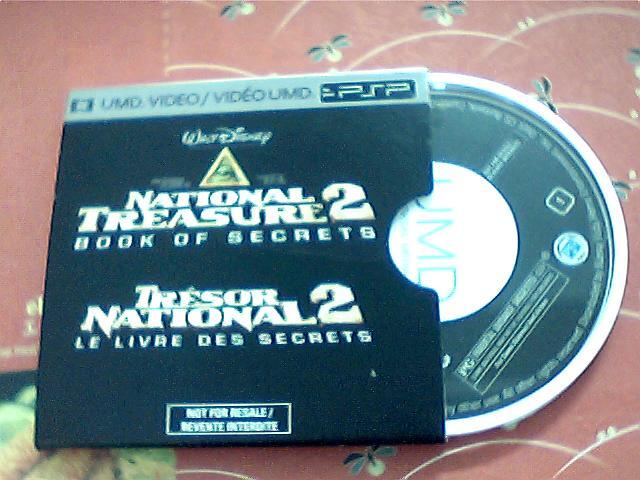 UMD. VIDEO / VIDÉO UMD PSP
WALT DISNEY
NATIONAL
TREASURE 2
BOOK OF SECRETS
TRÉSOR
NATIONAL 2
LE LIVRE DES SECRETS
NOT FOR RESALE /
REVENTE INTERDITE
UMD